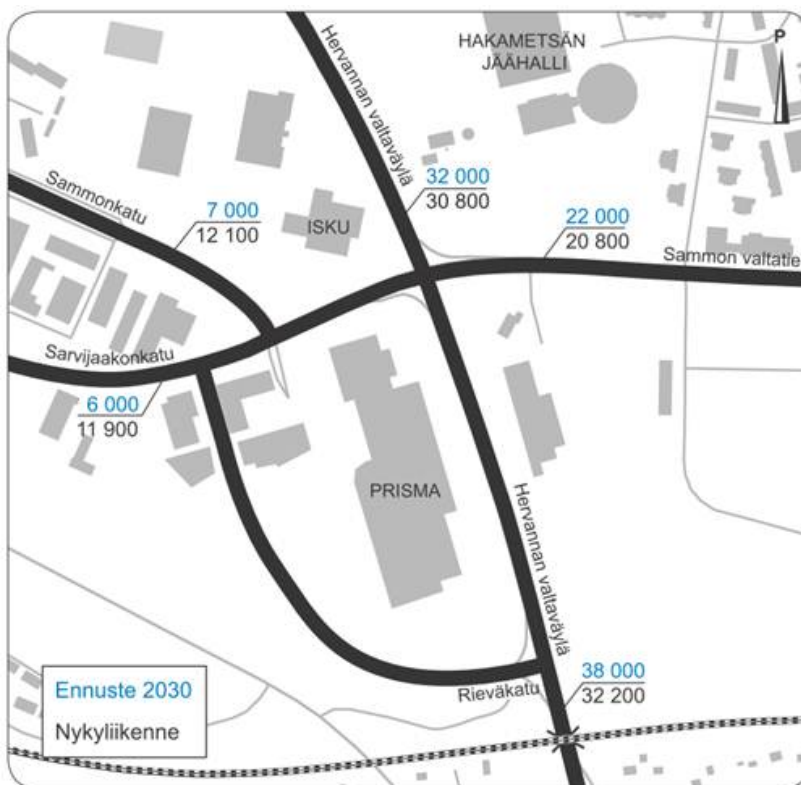 HAKAMETSÄN
JÄÄHALLI
P
Hervannan valtaväylä
32 000
30 800
Sammonkatu
7 000
12 100
ISKU
22 000
20 800
Sammon valtatie
Sarvijaakonkatu
6 000
11 900
PRISMA
Hervannan valtaväylä
38 000
32 200
Rieväkatu
Ennuste 2030
Nykyliikenne